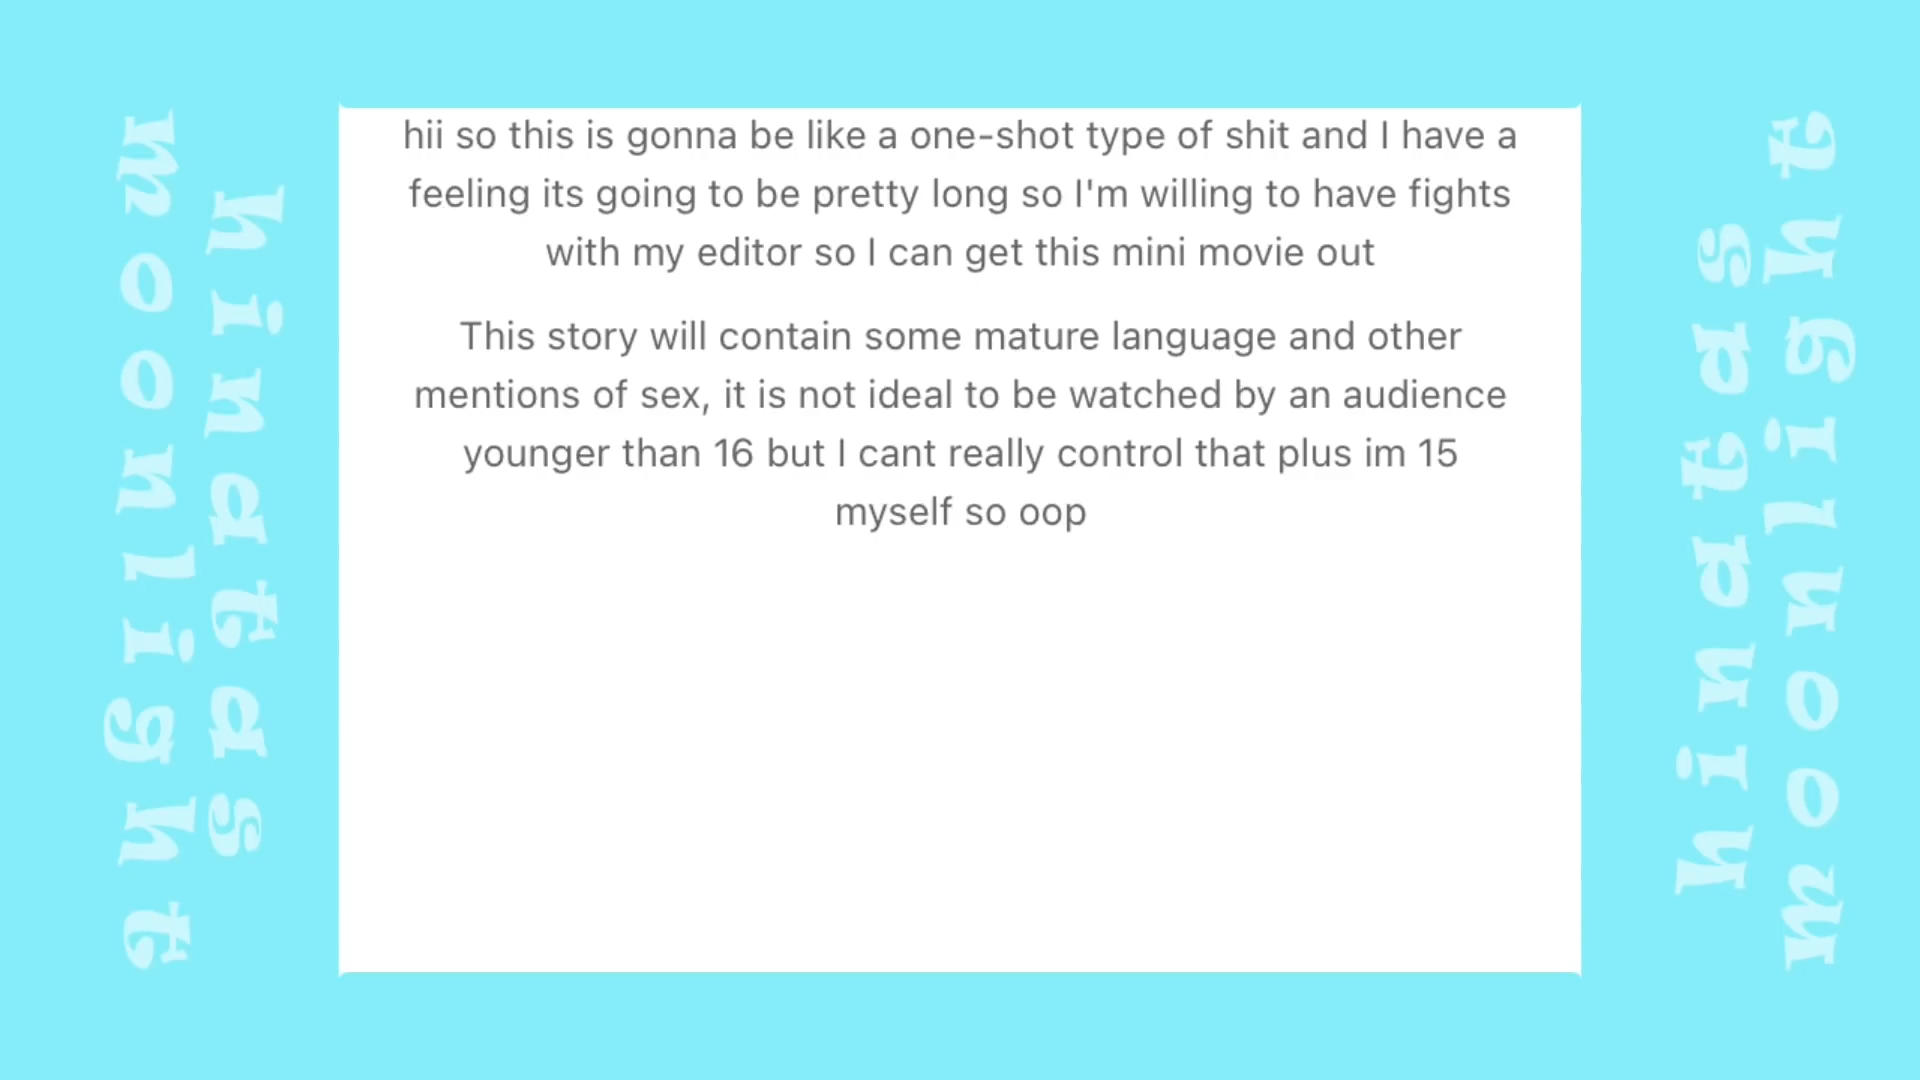 moonlight
hinatas
hii so this is gonna be like a one-shot type of shit and I have a
feeling its going to be pretty long so I'm willing to have fights
with my editor so I can get this mini movie out
This story will contain some mature language and other
mentions of sex, it is not ideal to be watched by an audience
younger than 16 but I cant really control that plus im 15
myself so oop
hinatas
moonlight